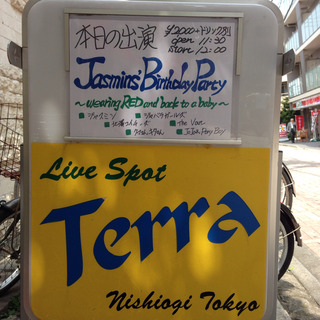 本日の出演
¥2000+ドリンク別
open 11:30
start 12:00
Jasmins' Birthday Party
~wearing RED and back to a baby~
Live Spot
Terra
Nishiogi Tokyo